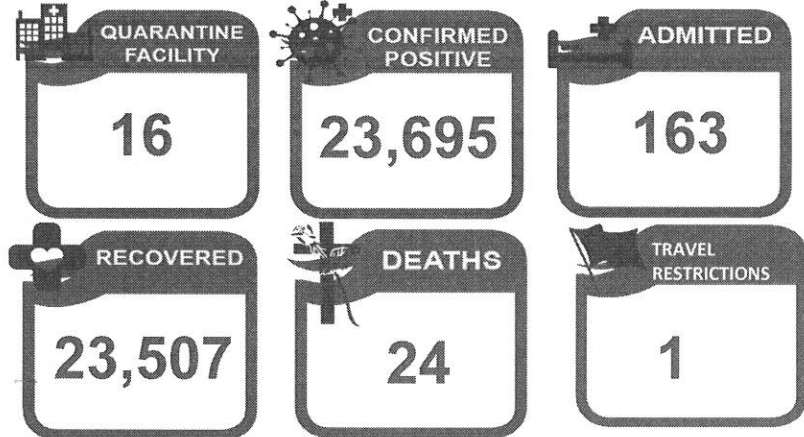 QUARANTINE
FACILITY
16
CONFIRMED
POSITIVE
23,695
ADMITTED
163
RECOVERED
23,507
DEATHS
24
TRAVEL
RESTRICTIONS
1